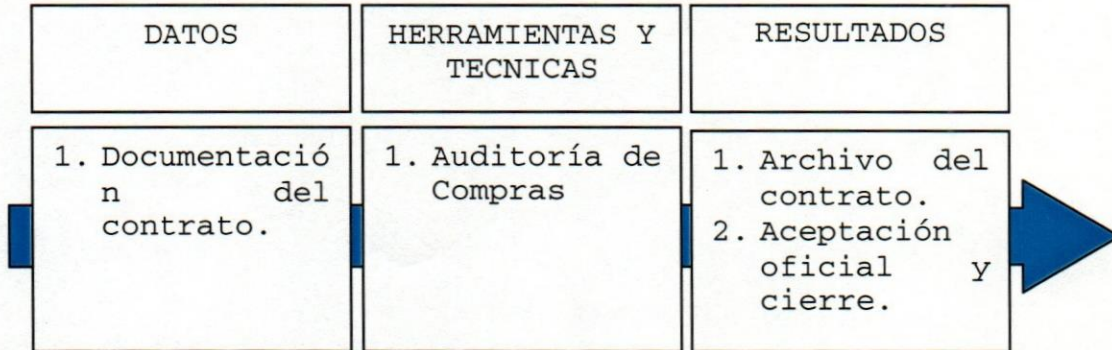 DATOS
HERRAMIENTAS Y
TECNICAS
RESULTADOS
1. Documentació
n del
contrato.
1. Auditoría de
Compras
1. Archivo del
contrato.
2. Aceptación
oficial y
cierre.